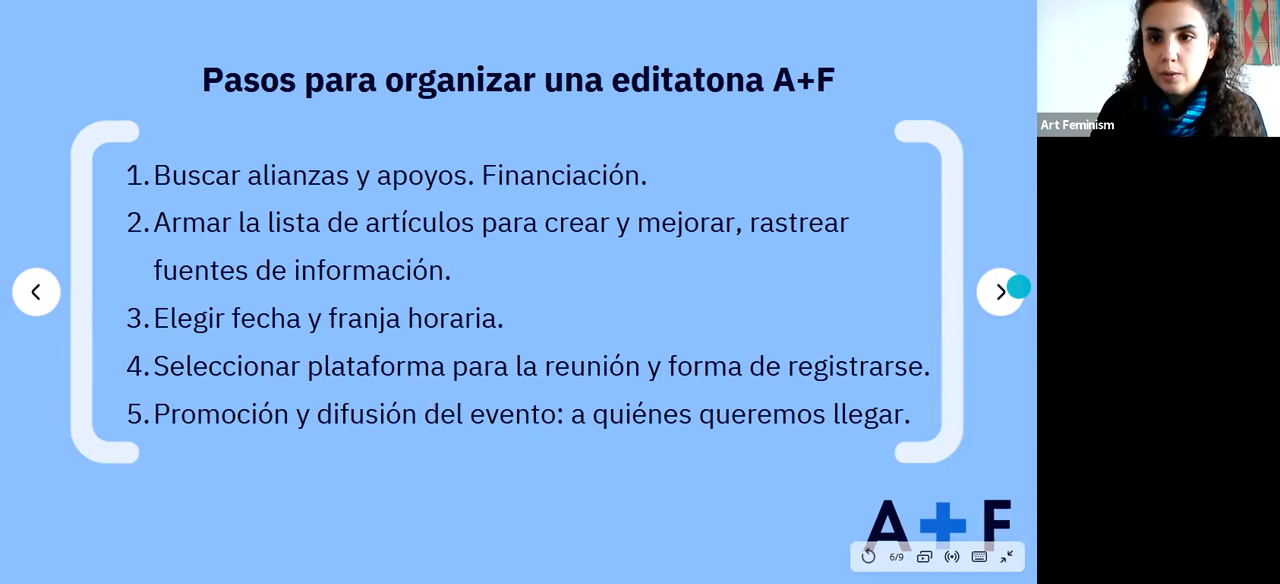 Pasos para organizar una editatona A+F
1. Buscar alianzas y apoyos. Financiación.
2. Armar la lista de artículos para crear y mejorar, rastrear
fuentes de información.
3. Elegir fecha y franja horaria.
4. Seleccionar plataforma para la reunión y forma de registrarse.
5. Promoción y difusión del evento: a quiénes queremos llegar.
A+F
6/9
Art Feminism